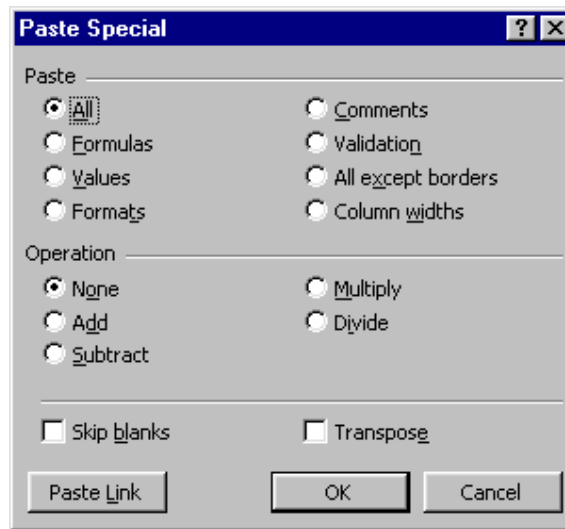 Paste Special
Paste
All
Comments
Formulas
Validation
Values
All except borders
Formats
Column widths
Operation
None
Multiply
Add
Divide
Subtract
Skip blanks
Transpose
Paste Link
OK
Cancel